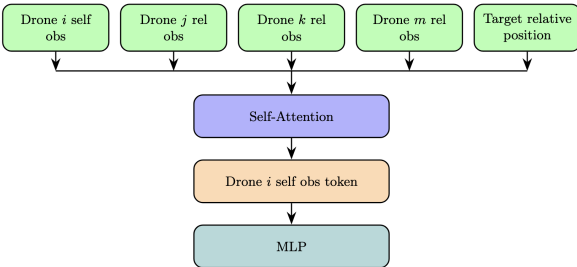 Drone i self
obs
Drone j rel
obs
Drone k rel
obs
Drone m rel
obs
Target relative
position
Self-Attention
Drone i self obs token
MLP